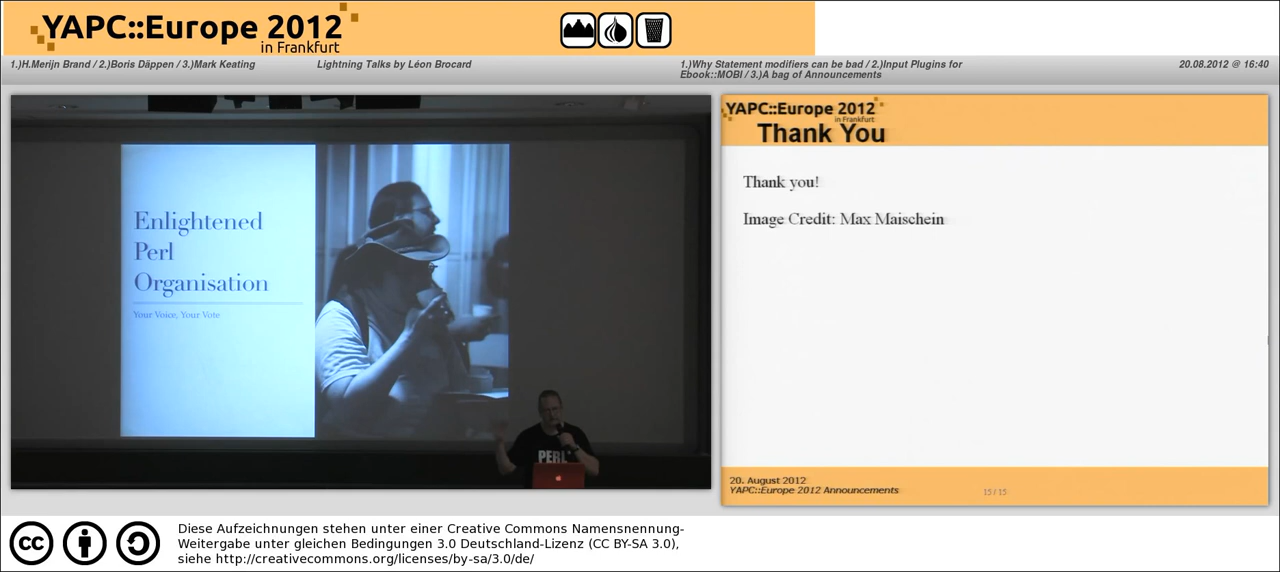 YAPC::Europe 2012
in Frankfurt
1.)H.Merijn Brand / 2.)Boris Däppen / 3.)Mark Keating
Lightning Talks by Léon Brocard
1.)Why Statement modifiers can be bad / 2.)Input Plugins for
Ebook::MOBI / 3.)A bag of Announcements
20.08.2012 @ 16:40
Enlightened
Perl
Organisation
Your Voice, Your Vote
PERL
YAPC::Europe 2012
in Frankfurt
Thank You
Thank you!
Image Credit: Max Maischein
20. August 2012
YAPC::Europe 2012 Announcements
15/15
cc
Diese Aufzeichnungen stehen unter einer Creative Commons Namensnennung-
Weitergabe unter gleichen Bedingungen 3.0 Deutschland-Lizenz (CC BY-SA 3.0),
siehe http://creativecommons.org/licenses/by-sa/3.0/de/